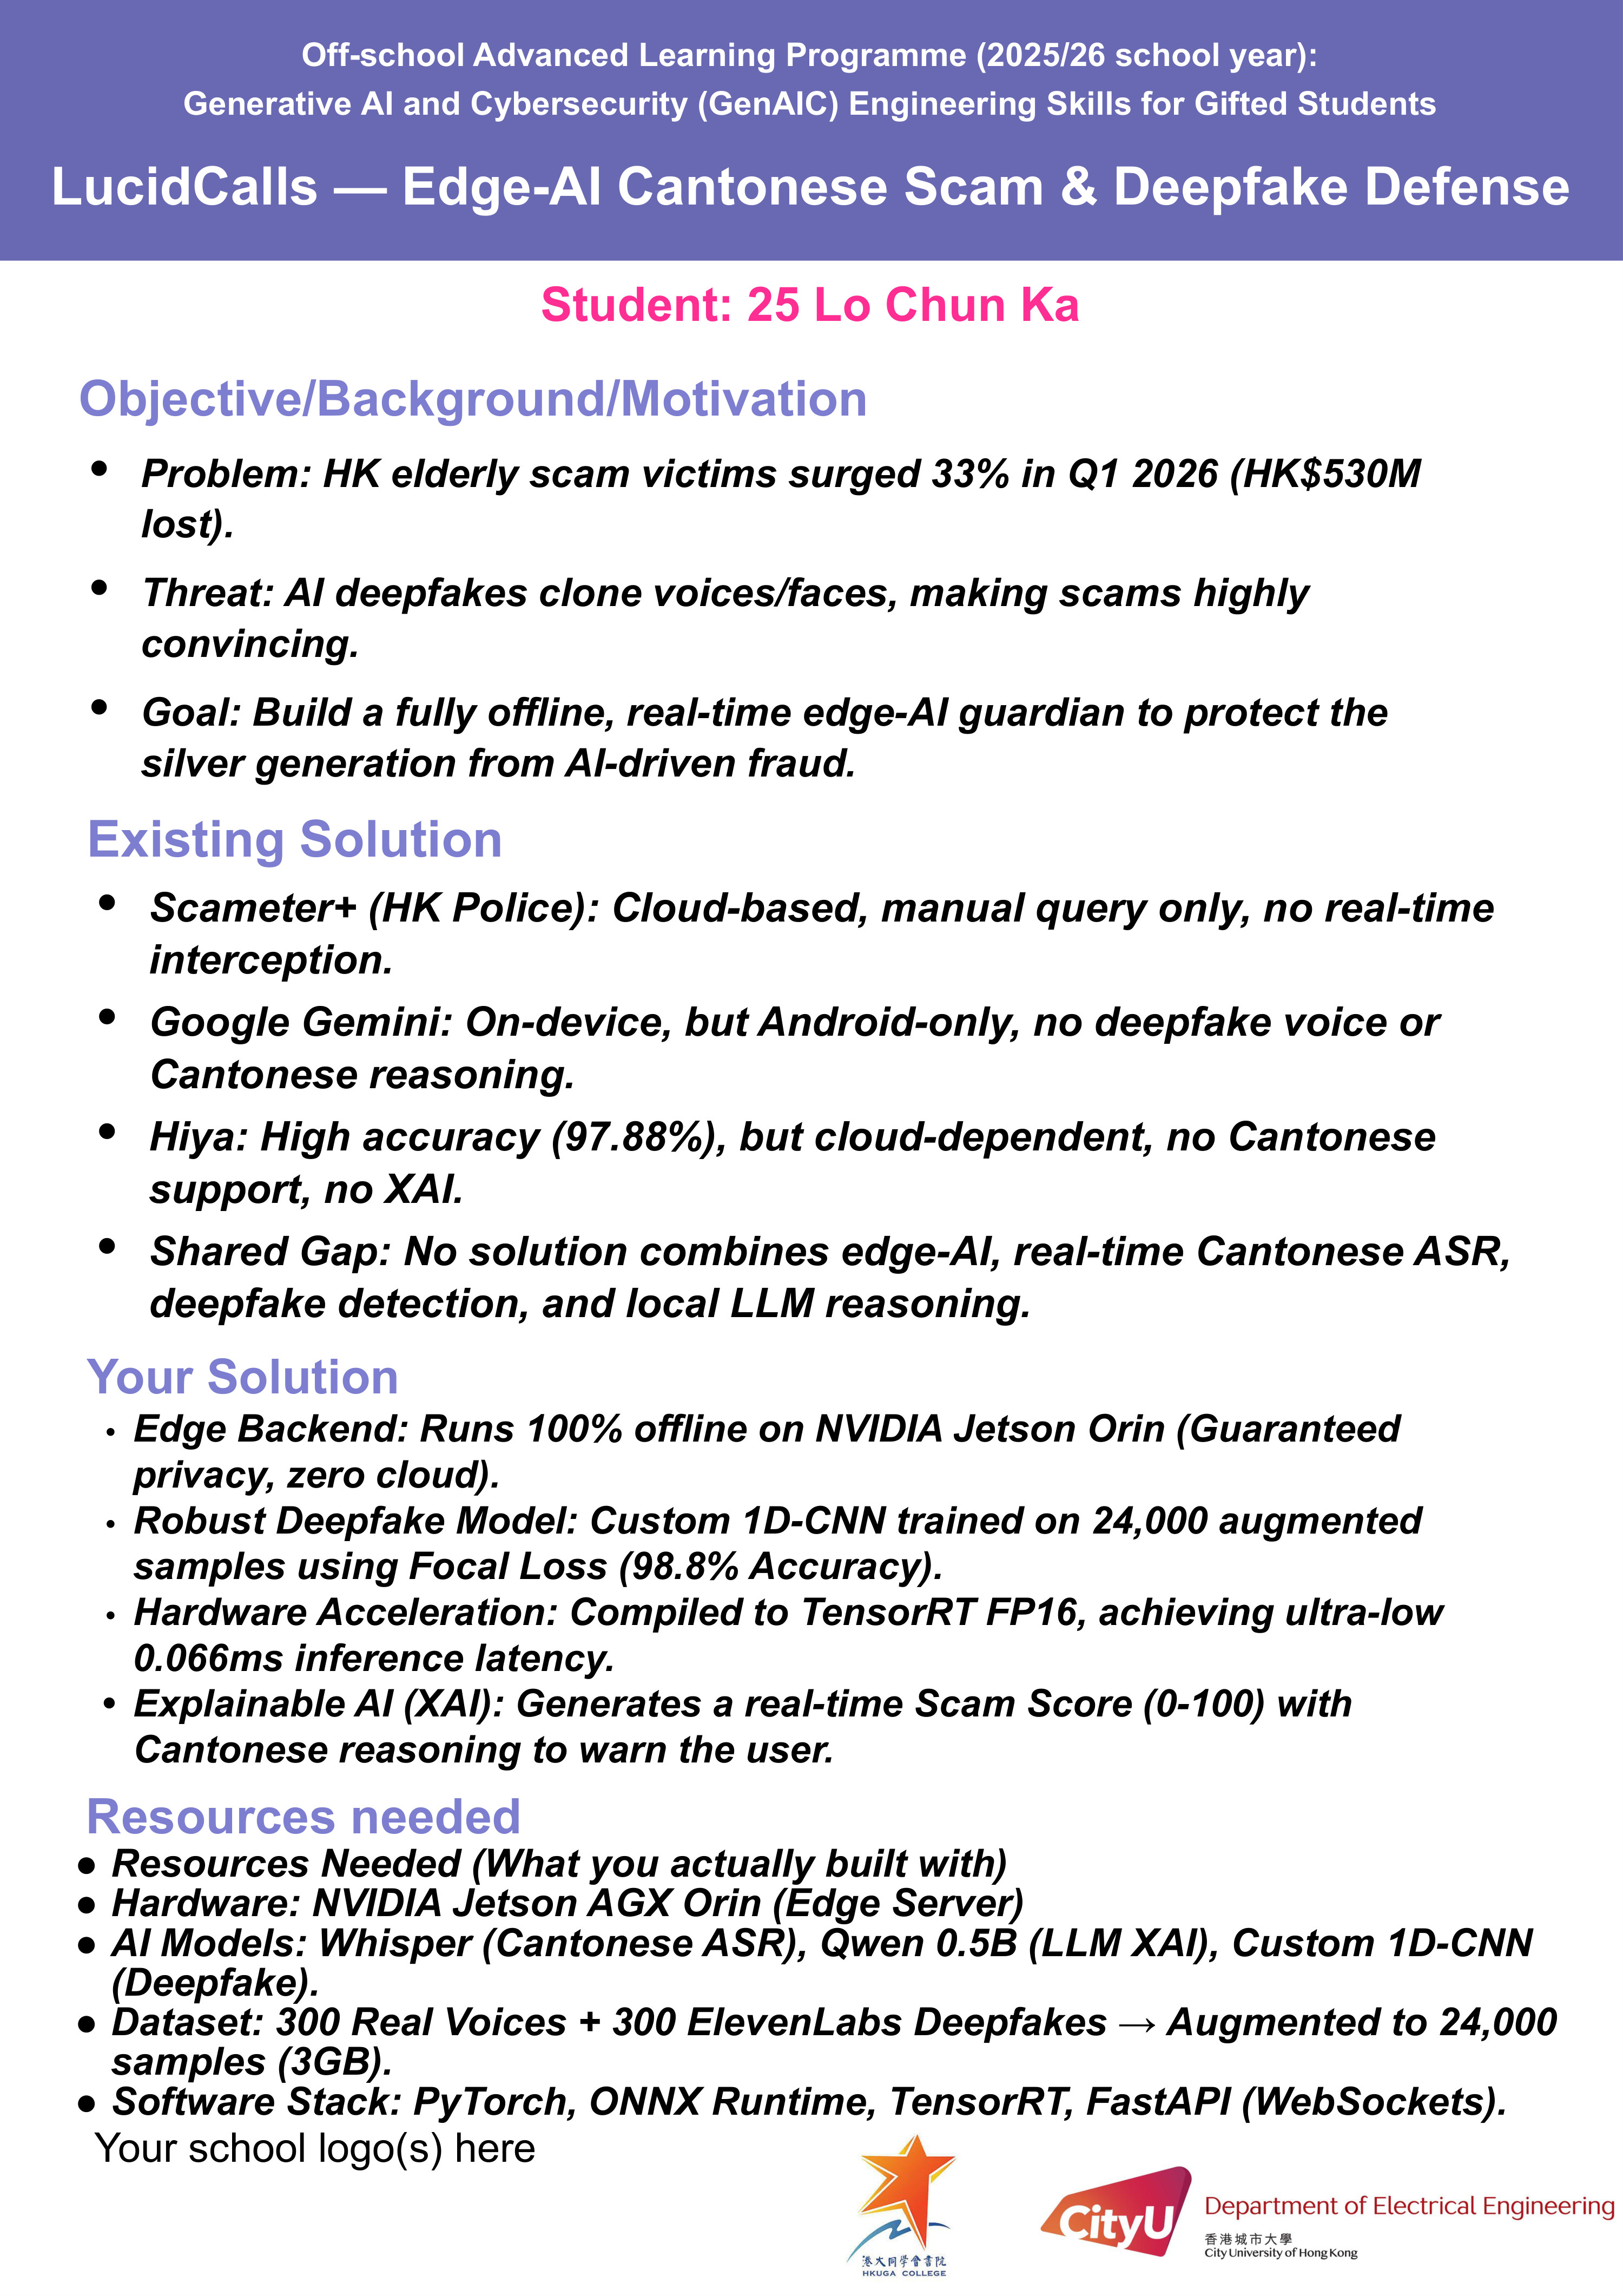 Off-school Advanced Learning Programme (2025/26 school year):
Generative AI and Cybersecurity (GenAIC) Engineering Skills for Gifted Students
LucidCalls — Edge-AI Cantonese Scam & Deepfake Defense
Student: 25 Lo Chun Ka
Objective/Background/Motivation
• Problem: HK elderly scam victims surged 33% in Q1 2026 (HK$530M
lost).
• Threat: AI deepfakes clone voices/faces, making scams highly
convincing.
• Goal: Build a fully offline, real-time edge-AI guardian to protect the
silver generation from AI-driven fraud.
Existing Solution
• Scameter+ (HK Police): Cloud-based, manual query only, no real-time
interception.
• Google Gemini: On-device, but Android-only, no deepfake voice or
Cantonese reasoning.
• Hiya: High accuracy (97.88%), but cloud-dependent, no Cantonese
support, no XAI.
• Shared Gap: No solution combines edge-AI, real-time Cantonese ASR,
deepfake detection, and local LLM reasoning.
Your Solution
• Edge Backend: Runs 100% offline on NVIDIA Jetson Orin (Guaranteed
privacy, zero cloud).
• Robust Deepfake Model: Custom 1D-CNN trained on 24,000 augmented
samples using Focal Loss (98.8% Accuracy).
• Hardware Acceleration: Compiled to TensorRT FP16, achieving ultra-low
0.066ms inference latency.
• Explainable AI (XAI): Generates a real-time Scam Score (0-100) with
Cantonese reasoning to warn the user.
Resources needed
● Resources Needed (What you actually built with)
● Hardware: NVIDIA Jetson AGX Orin (Edge Server)
● AI Models: Whisper (Cantonese ASR), Qwen 0.5B (LLM XAI), Custom 1D-CNN
(Deepfake).
● Dataset: 300 Real Voices + 300 ElevenLabs Deepfakes → Augmented to 24,000
samples (3GB).
● Software Stack: PyTorch, ONNX Runtime, TensorRT, FastAPI (WebSockets).
Your school logo(s) here
港大同學會書院
HKUGA COLLEGE
CityU
Department of Electrical Engineering
香港城市大學
City University of Hong Kong